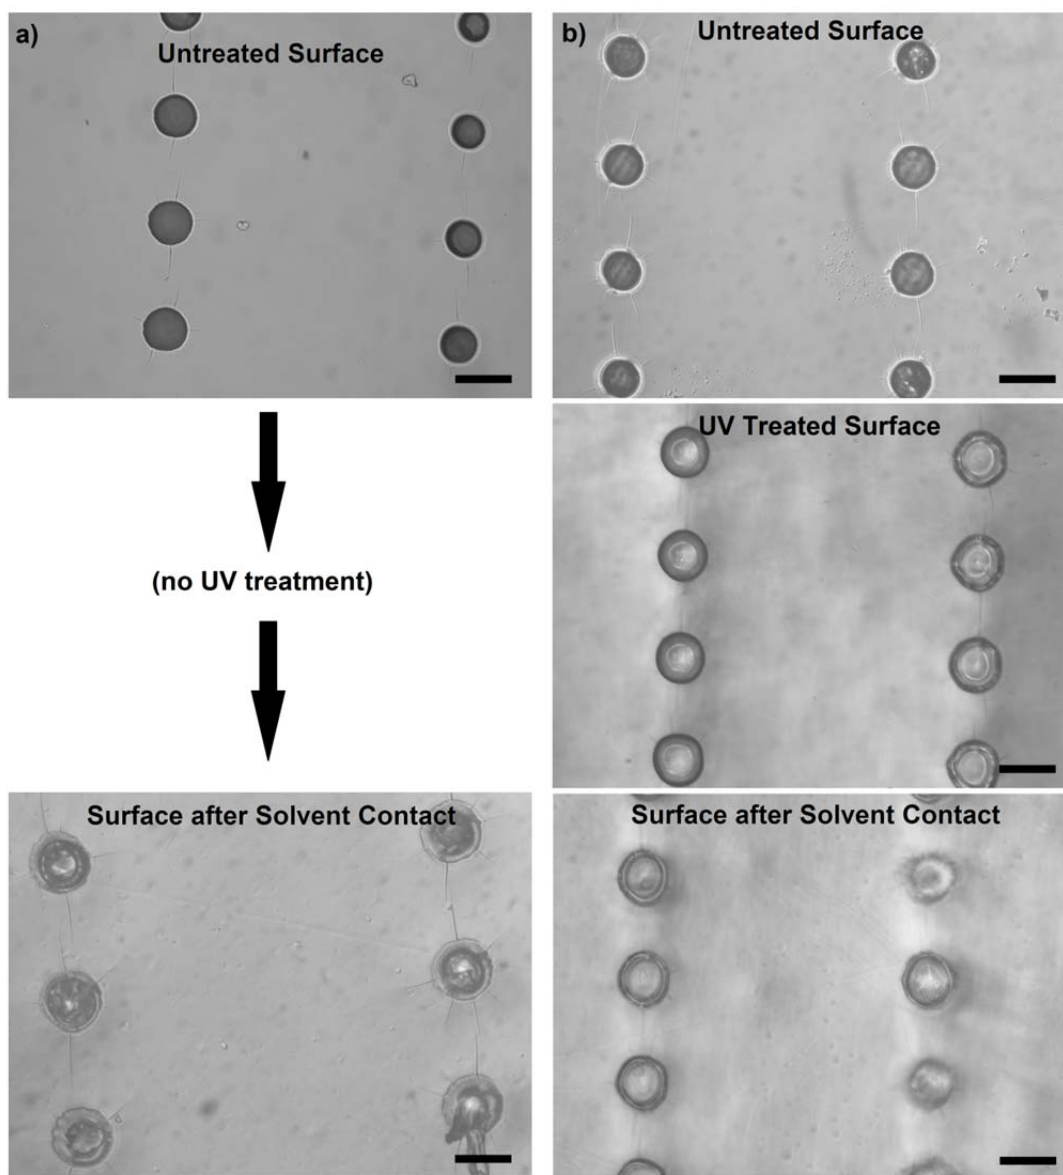 a)
Untreated Surface
(no UV treatment)
Surface after Solvent Contact
b)
Untreated Surface
UV Treated Surface
Surface after Solvent Contact